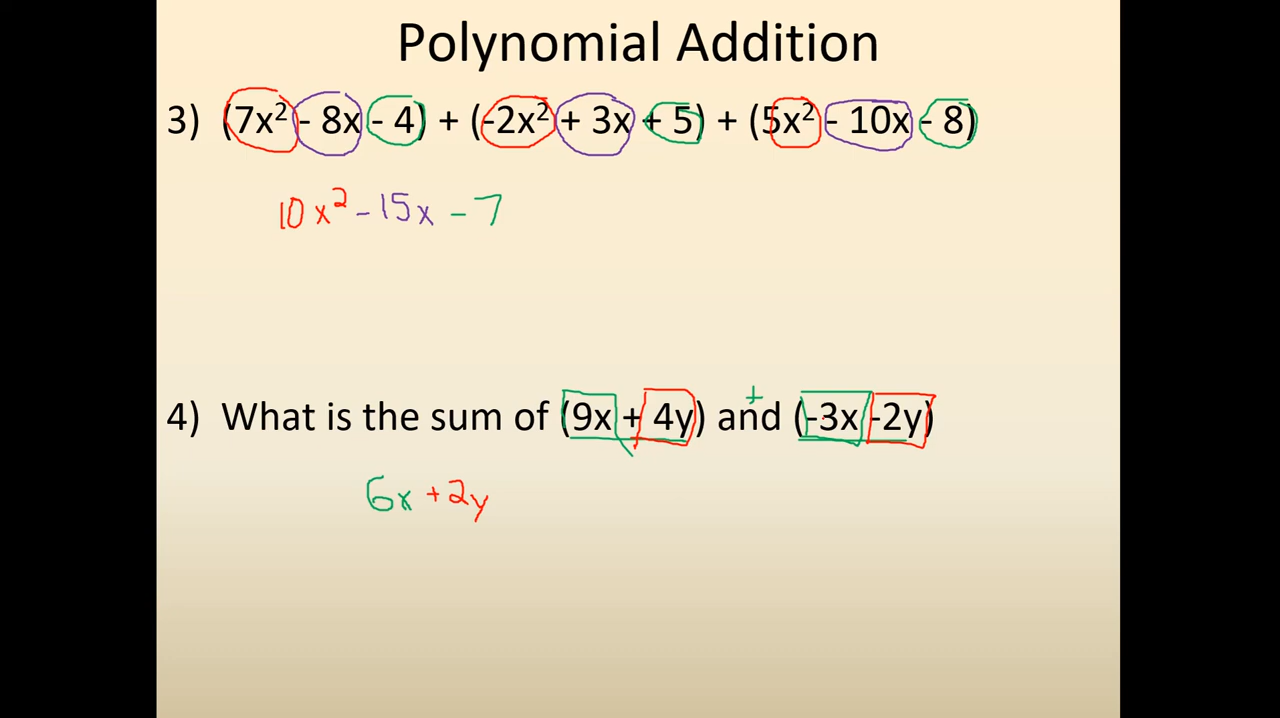 Polynomial Addition
3) (7x² - 8x - 4) + (-2x² + 3x + 5) + (5x² - 10x - 8)
10x² - 15x - 7
+
4) What is the sum of (9x + 4y) and (-3x -2y)
6x + 2y